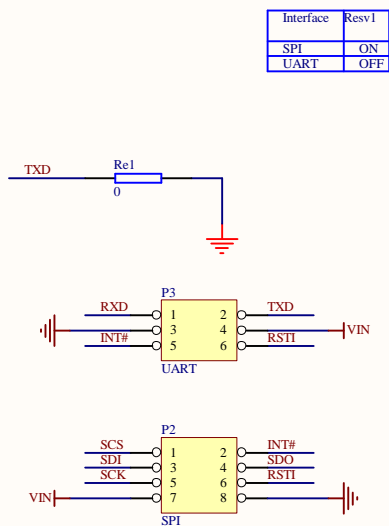 Interface Resv1
SPI ON
UART OFF
TXD
Re1
0
P3
RXD 1 2 TXD
3 4 VIN
INT# 5 6 RSTI
UART
P2
SCS 1 2 INT#
SDI 3 4 SDO
SCK 5 6 RSTI
VIN 7 8
SPI